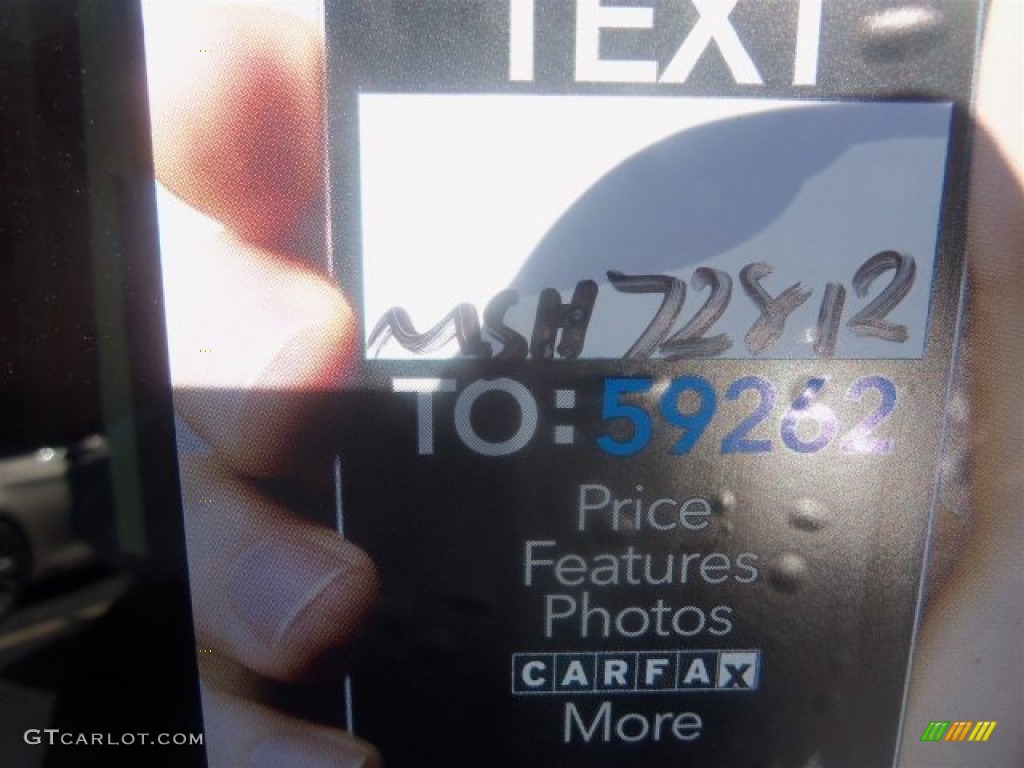 TEXT
MSH72812
TO: 59262
Price
Features
Photos
CARFAX
More
GTCARLOT.COM